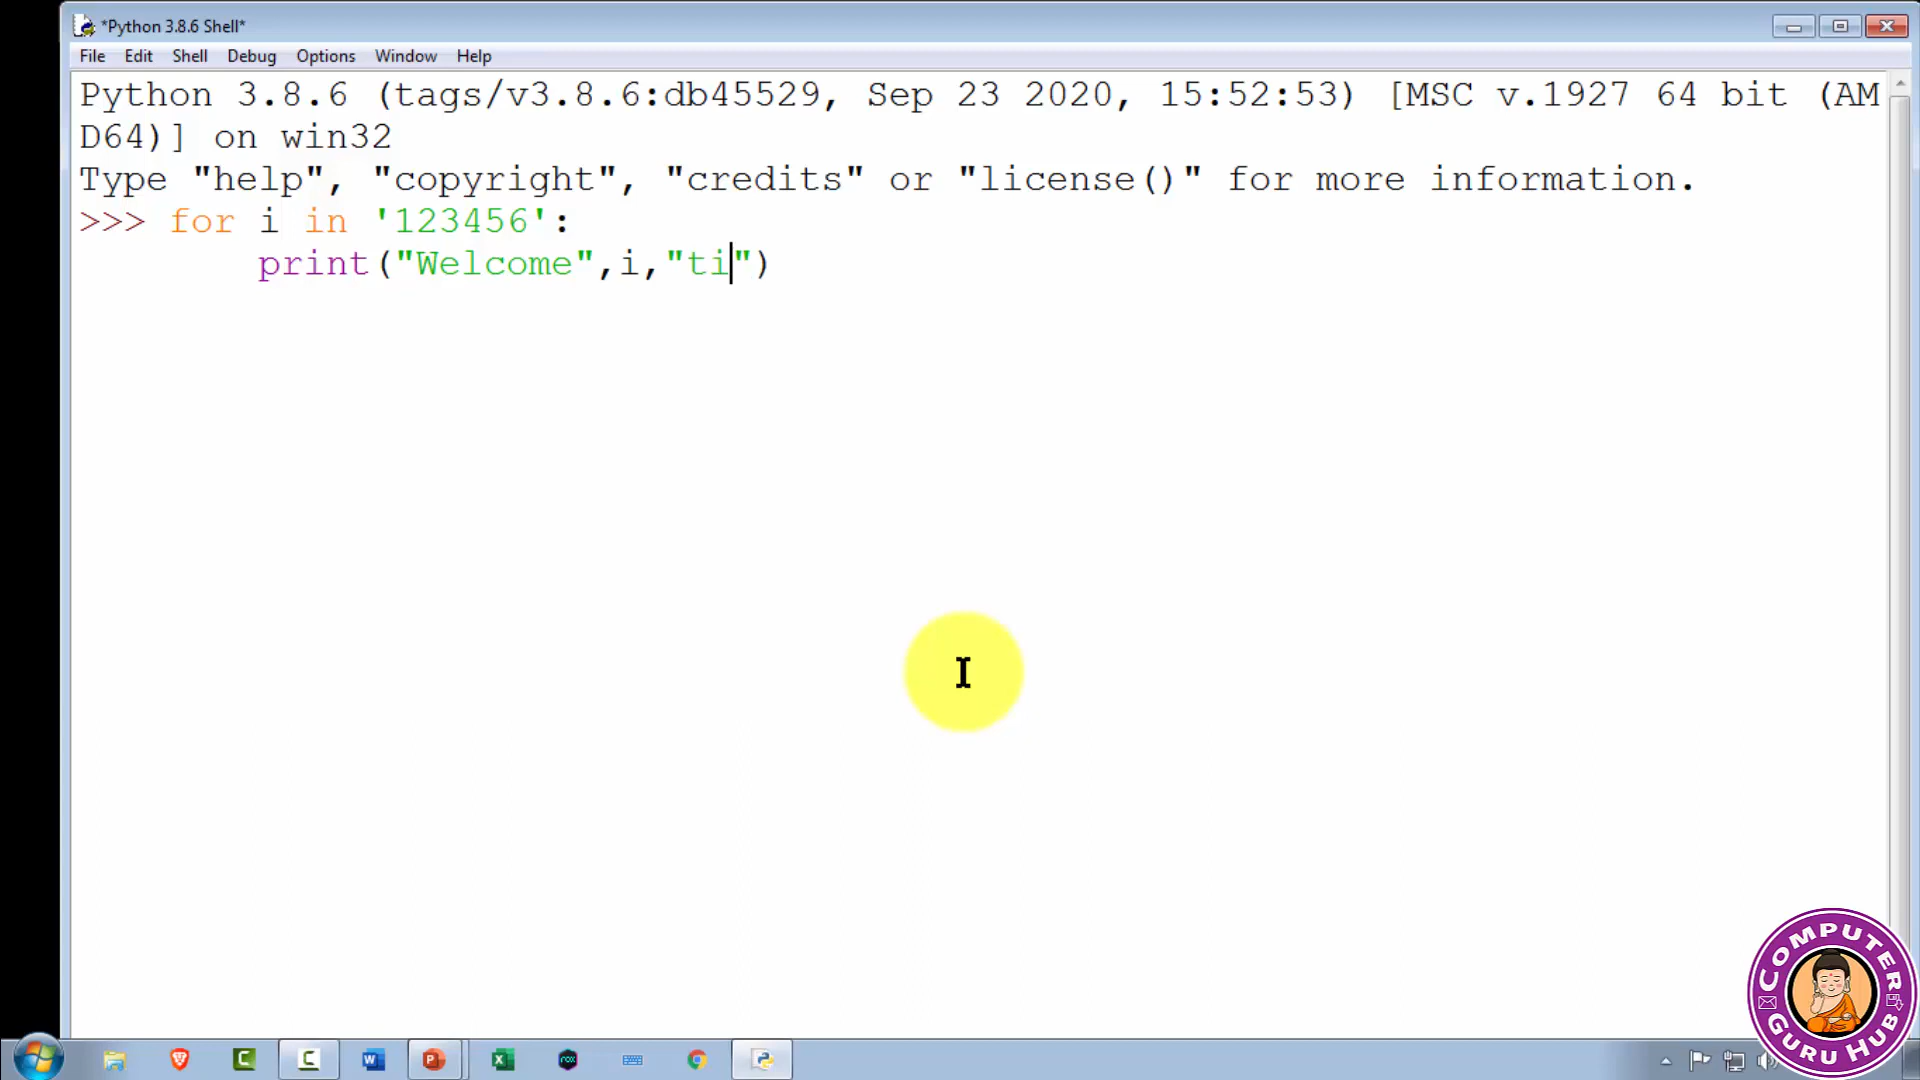 *Python 3.8.6 Shell*
File Edit Shell Debug Options Window Help
Python 3.8.6 (tags/v3.8.6:db45529, Sep 23 2020, 15:52:53) [MSC v.1927 64 bit (AM
D64)] on win32
Type "help", "copyright", "credits" or "license()" for more information.
>>> for i in '123456':
print("Welcome",i,"ti")
COMPUTER
GURU HUB